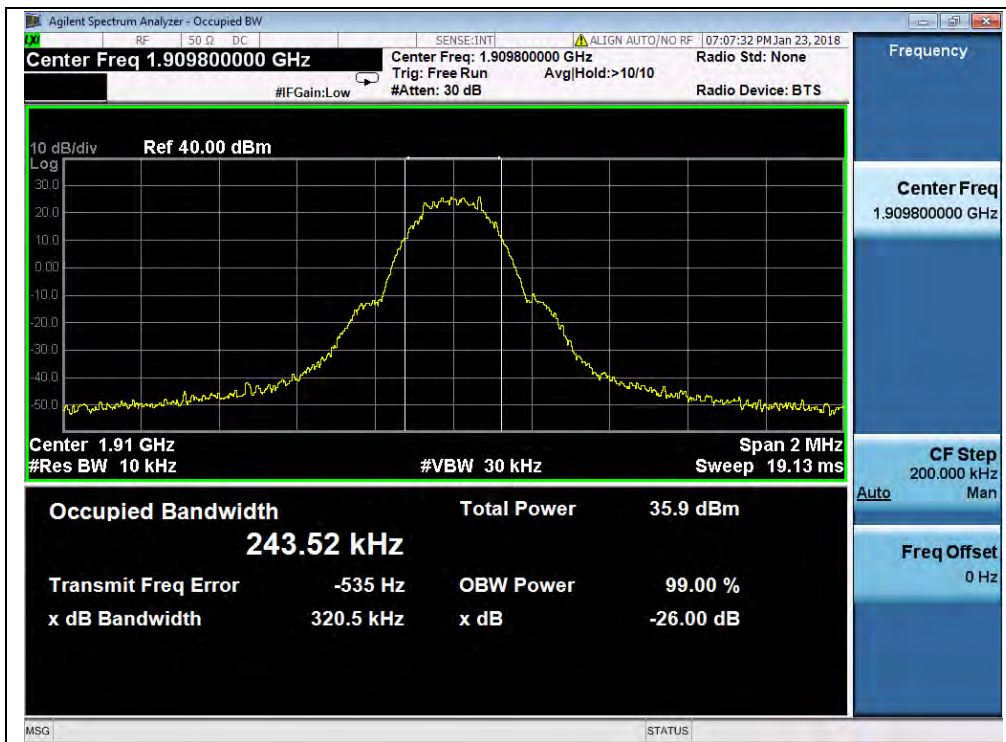 Agilent Spectrum Analyzer - Occupied BW
LXI RF 50 Ω DC SENSE:INT ALIGN AUTO/NO RF 07:07:32 PM Jan 23, 2018
Center Freq 1.909800000 GHz
Center Freq: 1.909800000 GHz Radio Std: None
Trig: Free Run Avg|Hold:>10/10
#IFGain:Low #Atten: 30 dB Radio Device: BTS
10 dB/div Ref 40.00 dBm
Log
30.0
20.0
10.0
0.00
-10.0
-20.0
-30.0
-40.0
-50.0
Center 1.91 GHz Span 2 MHz
#Res BW 10 kHz #VBW 30 kHz Sweep 19.13 ms
Occupied Bandwidth Total Power 35.9 dBm
243.52 kHz
Transmit Freq Error -535 Hz OBW Power 99.00 %
x dB Bandwidth 320.5 kHz x dB -26.00 dB
Frequency
Center Freq
1.909800000 GHz
CF Step
200.000 kHz
Auto Man
Freq Offset
0 Hz
MSG STATUS